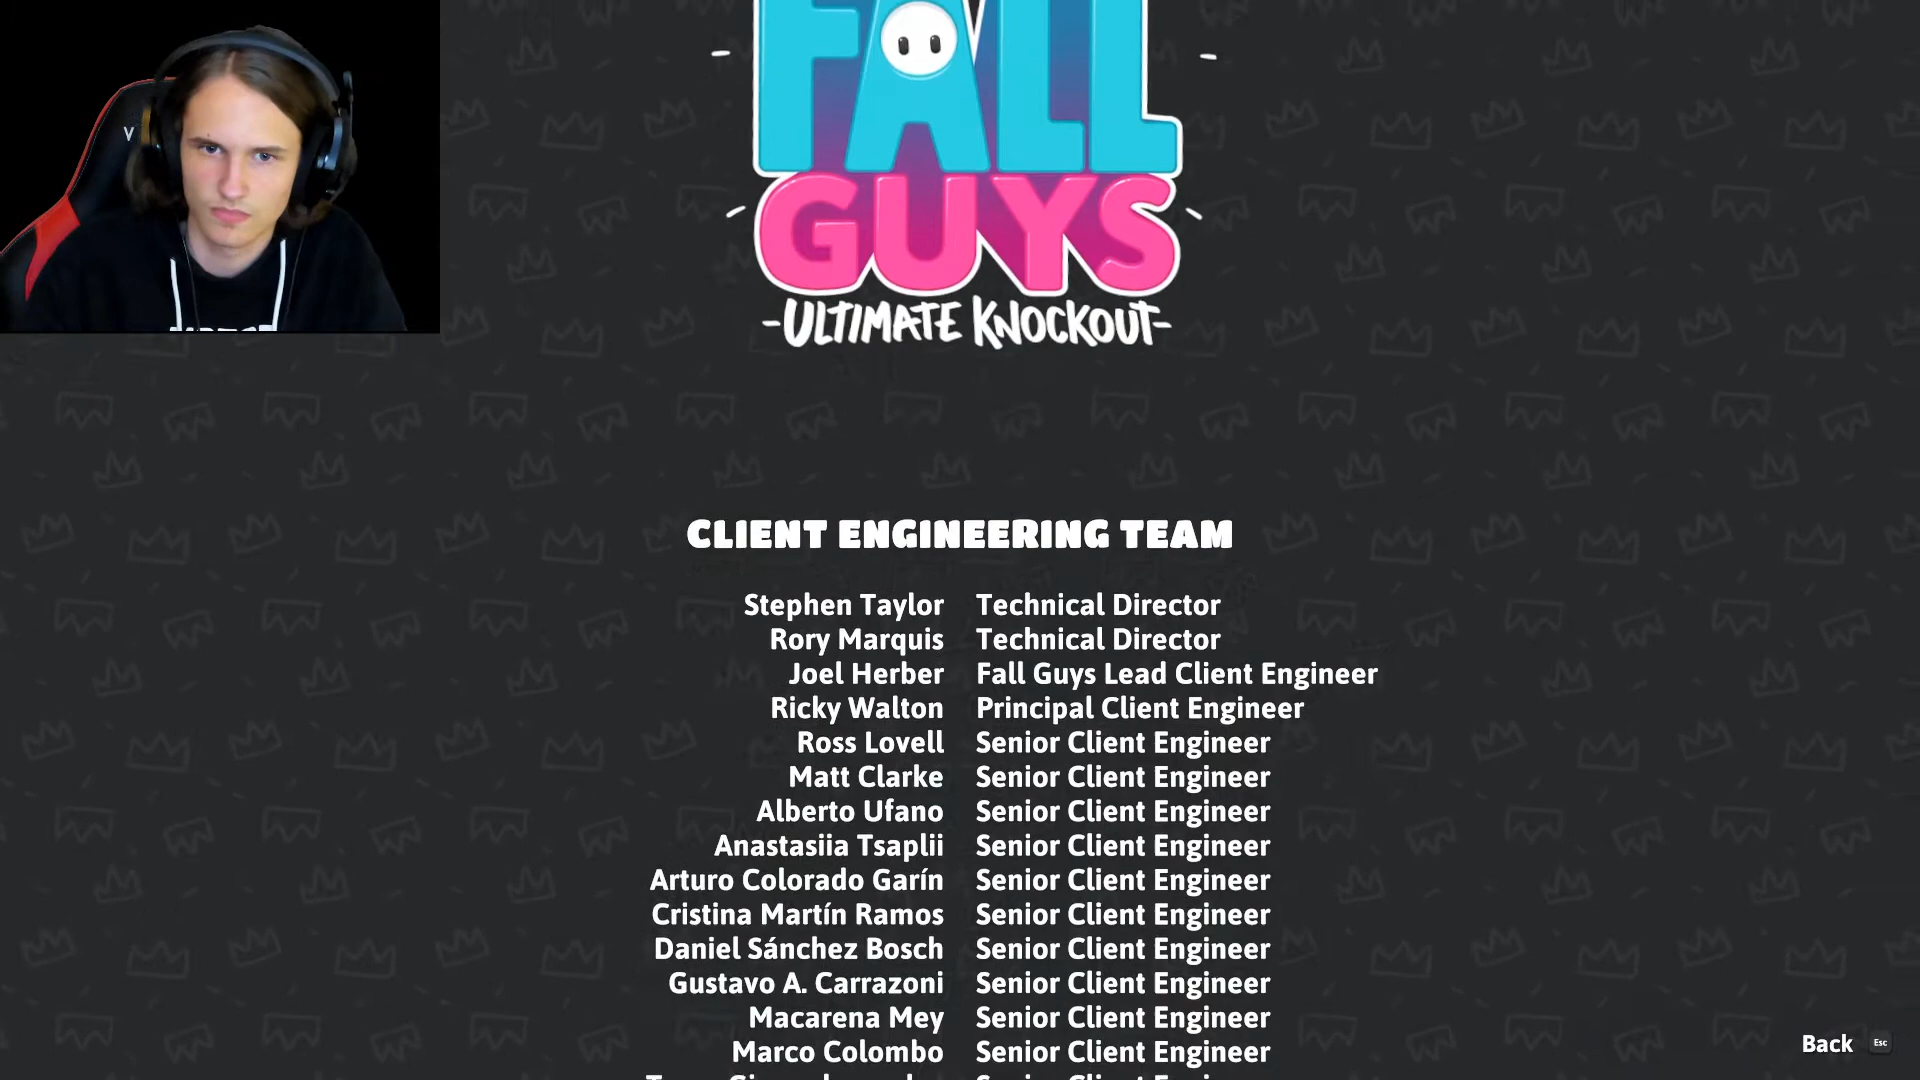 V
FALL
GUYS
-ULTIMATE KNOCKOUT-
CLIENT ENGINEERING TEAM
Stephen Taylor Technical Director
Rory Marquis Technical Director
Joel Herber Fall Guys Lead Client Engineer
Ricky Walton Principal Client Engineer
Ross Lovell Senior Client Engineer
Matt Clarke Senior Client Engineer
Alberto Ufano Senior Client Engineer
Anastasiia Tsaplii Senior Client Engineer
Arturo Colorado Garín Senior Client Engineer
Cristina Martín Ramos Senior Client Engineer
Daniel Sánchez Bosch Senior Client Engineer
Gustavo A. Carrazoni Senior Client Engineer
Macarena Mey Senior Client Engineer
Marco Colombo Senior Client Engineer
Senior Client Engineer
Back Esc